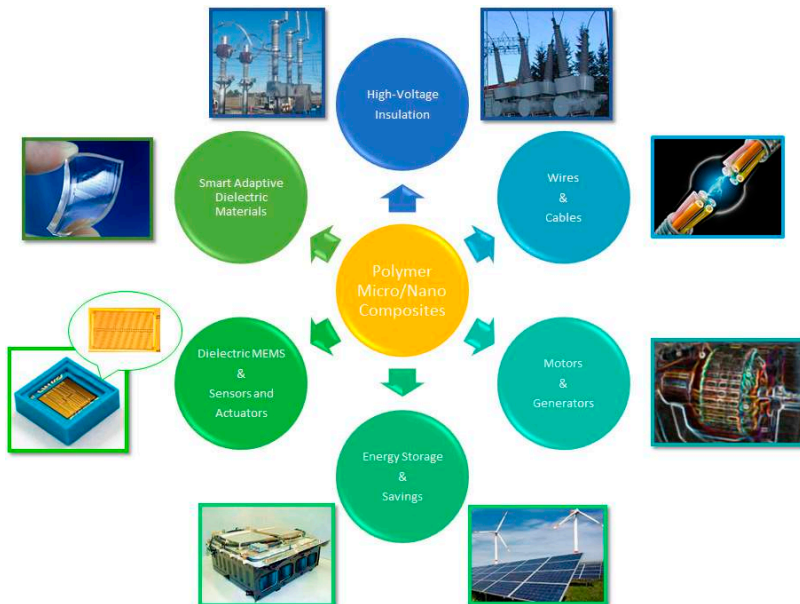 High-Voltage
Insulation
Smart Adaptive
Dielectric
Materials
Wires
&
Cables
Polymer
Micro/Nano
Composites
Dielectric MEMS
&
Sensors and
Actuators
Motors
&
Generators
Energy Storage
&
Savings